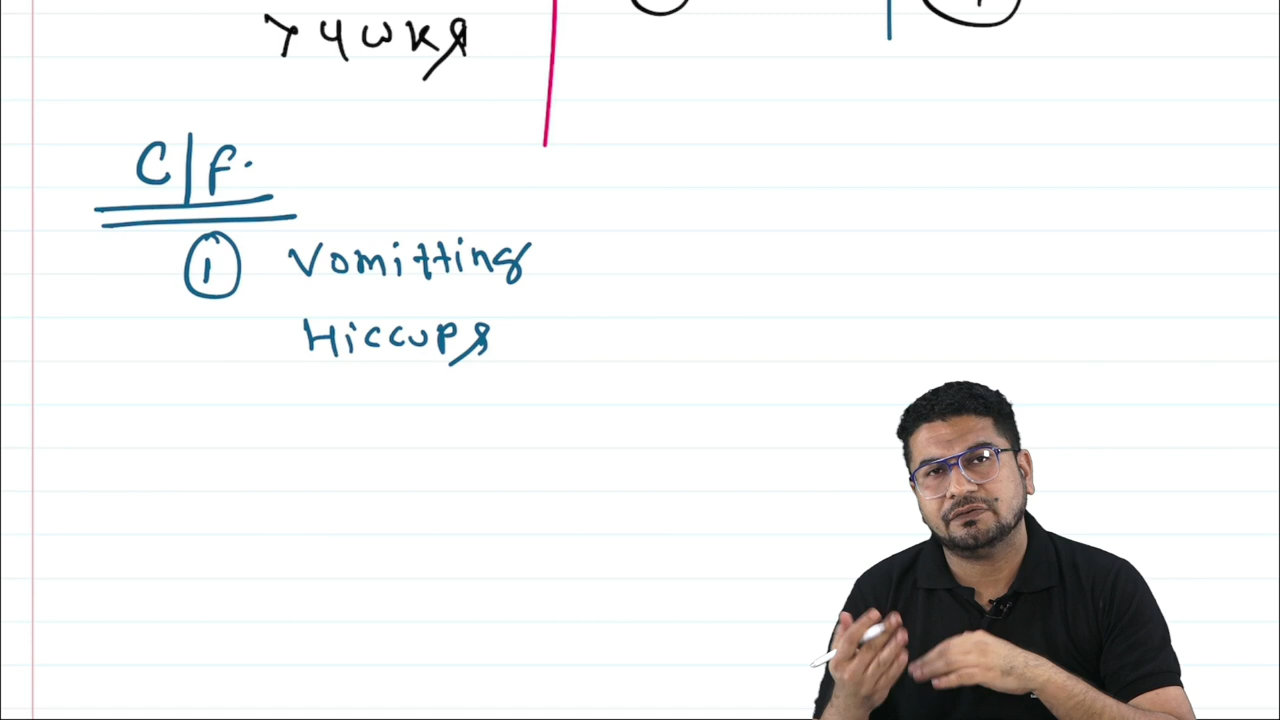 > 4 wks
C/F.
① Vomitting
Hiccups